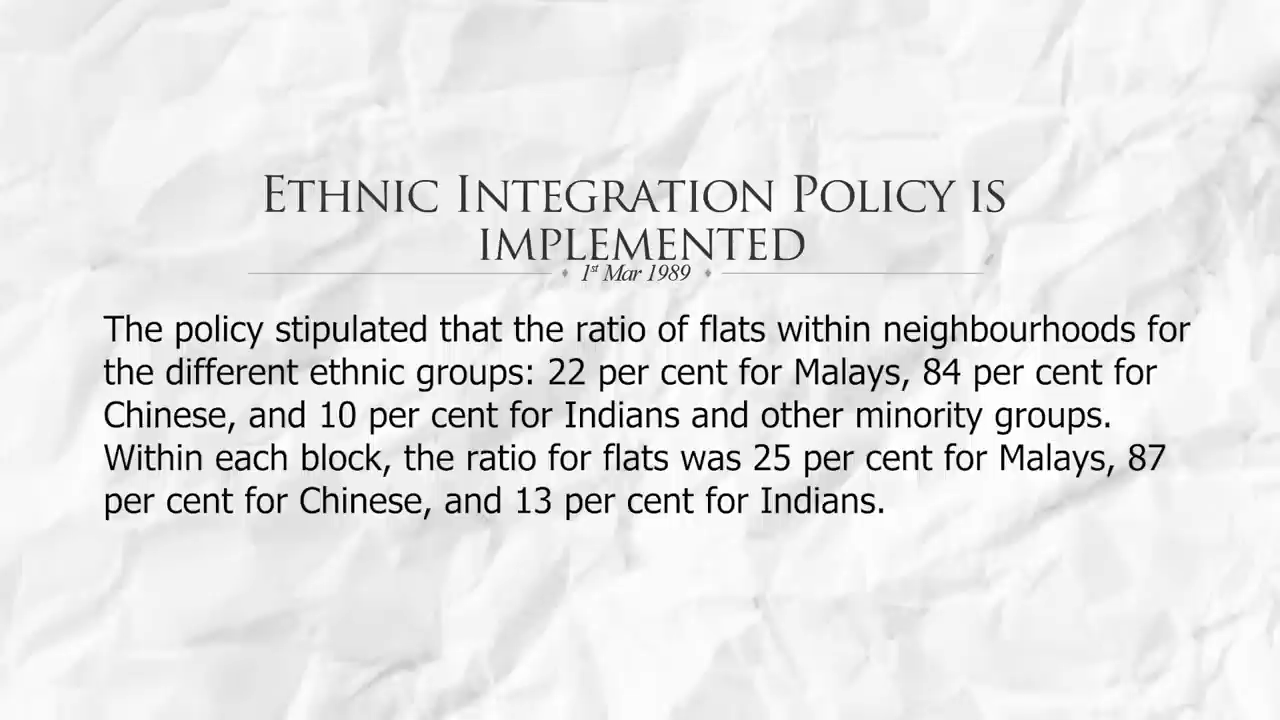 Ethnic Integration Policy is
implemented
1st Mar 1989
The policy stipulated that the ratio of flats within neighbourhoods for
the different ethnic groups: 22 per cent for Malays, 84 per cent for
Chinese, and 10 per cent for Indians and other minority groups.
Within each block, the ratio for flats was 25 per cent for Malays, 87
per cent for Chinese, and 13 per cent for Indians.